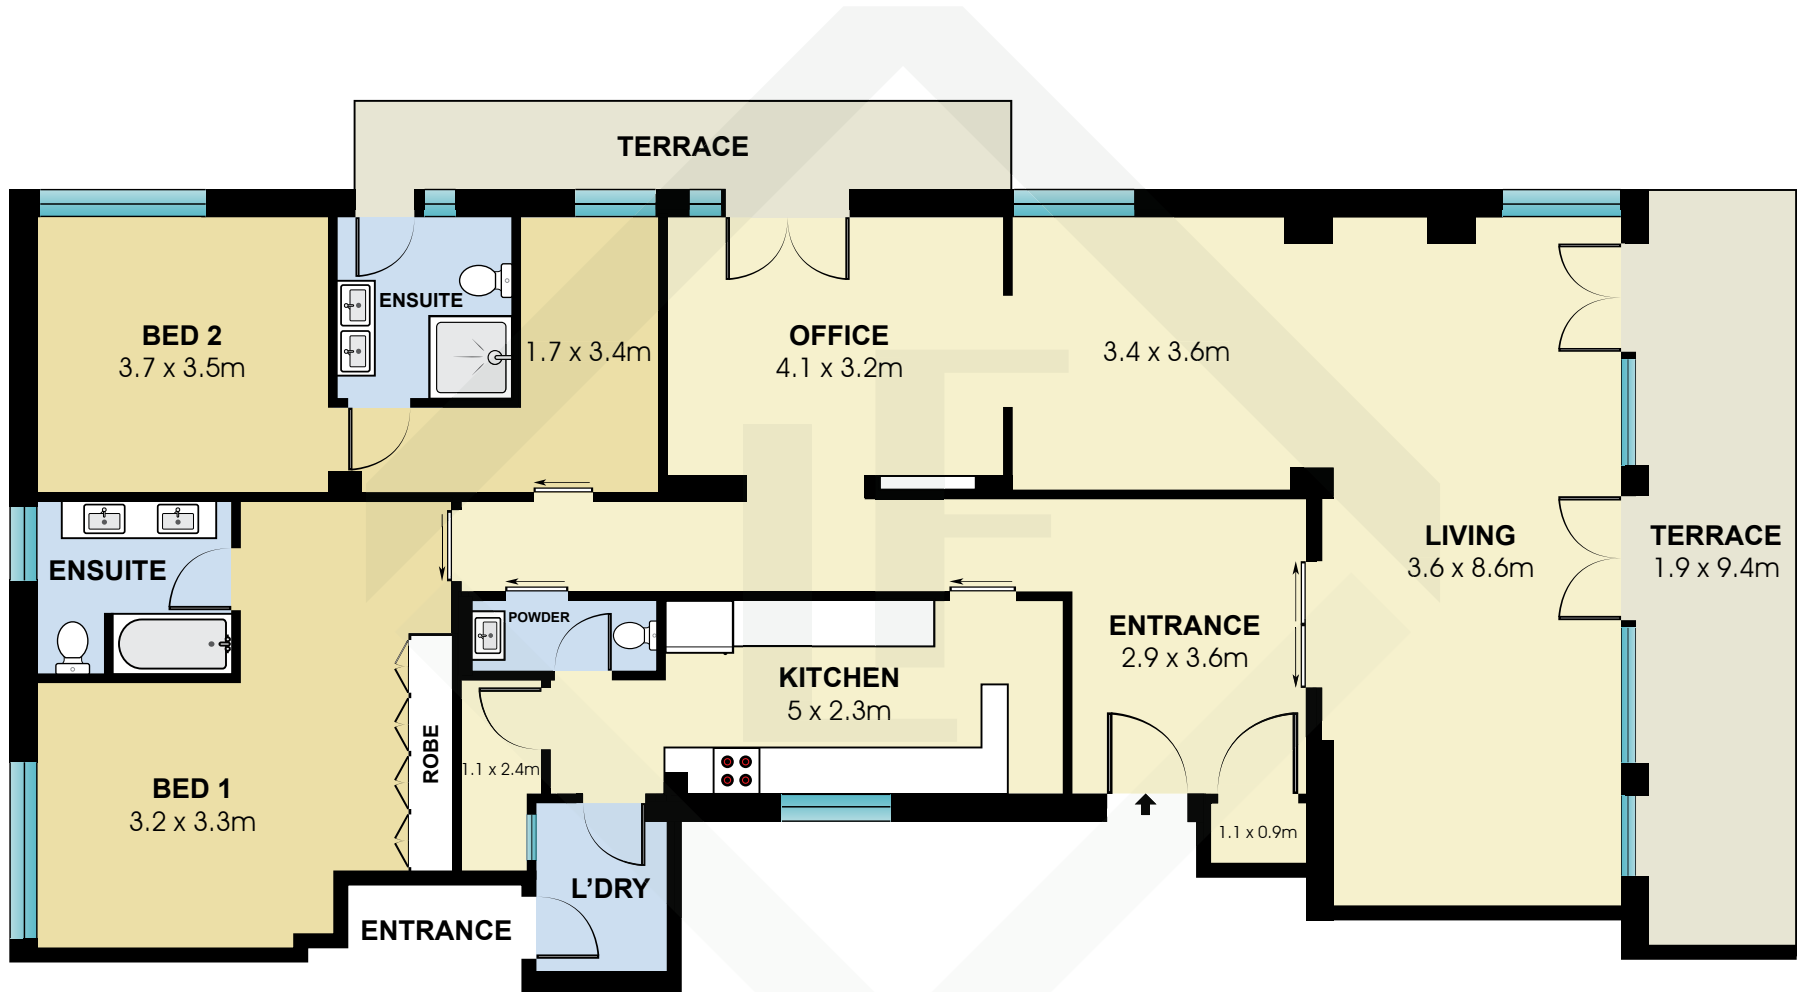 TERRACE
BED 2
3.7 x 3.5m
ENSUITE
1.7 x 3.4m
OFFICE
4.1 x 3.2m
3.4 x 3.6m
ENSUITE
LIVING
3.6 x 8.6m
TERRACE
1.9 x 9.4m
POWDER
ENTRANCE
2.9 x 3.6m
KITCHEN
5 x 2.3m
ROBE
1.1 x 2.4m
BED 1
3.2 x 3.3m
1.1 x 0.9m
L'DRY
ENTRANCE